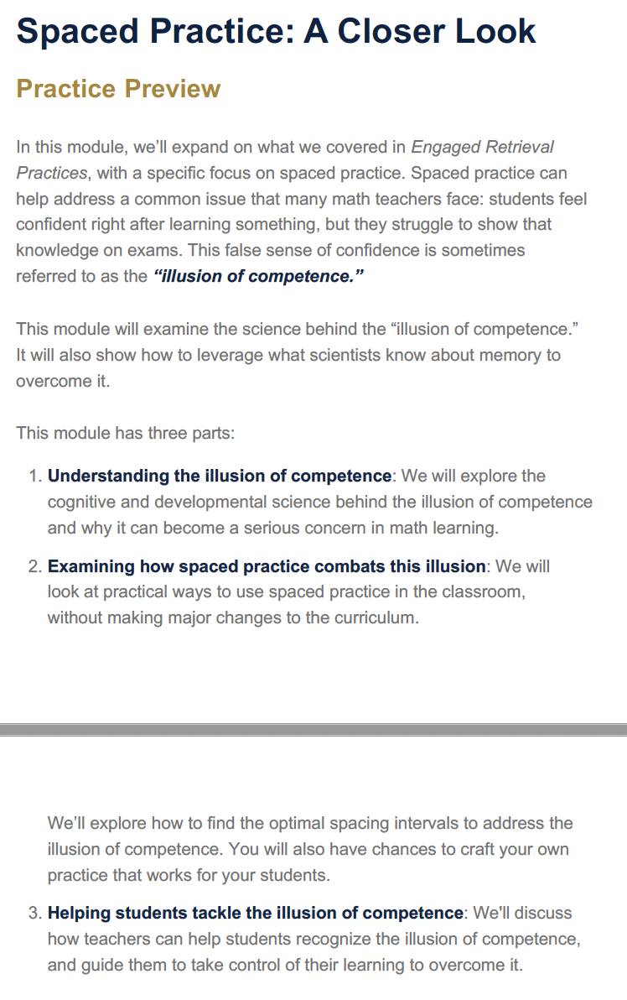 Spaced Practice: A Closer Look
Practice Preview
In this module, we’ll expand on what we covered in Engaged Retrieval
Practices, with a specific focus on spaced practice. Spaced practice can
help address a common issue that many math teachers face: students feel
confident right after learning something, but they struggle to show that
knowledge on exams. This false sense of confidence is sometimes
referred to as the “illusion of competence.”
This module will examine the science behind the “illusion of competence.”
It will also show how to leverage what scientists know about memory to
overcome it.
This module has three parts:
1. Understanding the illusion of competence: We will explore the
cognitive and developmental science behind the illusion of competence
and why it can become a serious concern in math learning.
2. Examining how spaced practice combats this illusion: We will
look at practical ways to use spaced practice in the classroom,
without making major changes to the curriculum.
We’ll explore how to find the optimal spacing intervals to address the
illusion of competence. You will also have chances to craft your own
practice that works for your students.
3. Helping students tackle the illusion of competence: We'll discuss
how teachers can help students recognize the illusion of competence,
and guide them to take control of their learning to overcome it.